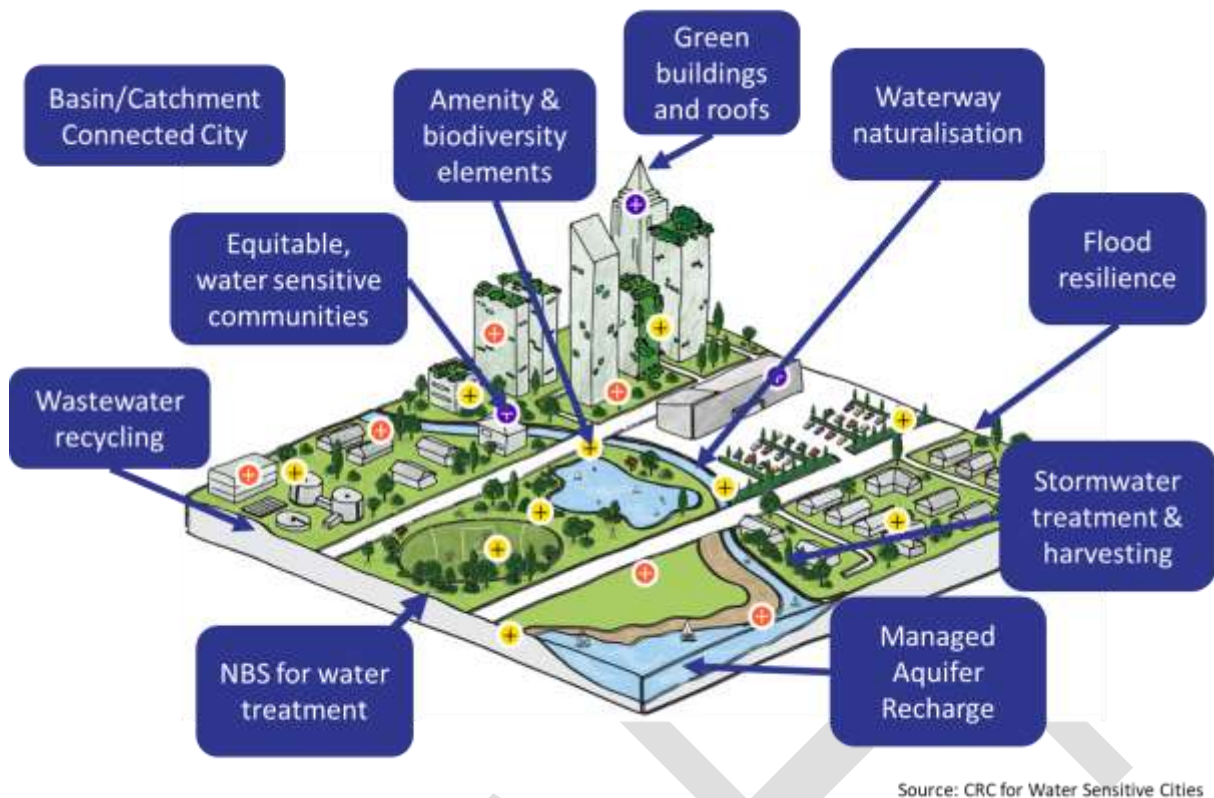 Basin/Catchment
Connected City
Amenity &
biodiversity
elements
Green
buildings
and roofs
Waterway
naturalisation
Equitable,
water sensitive
communities
Flood
resilience
Wastewater
recycling
Stormwater
treatment &
harvesting
NBS for water
treatment
Managed
Aquifer
Recharge
Source: CRC for Water Sensitive Cities